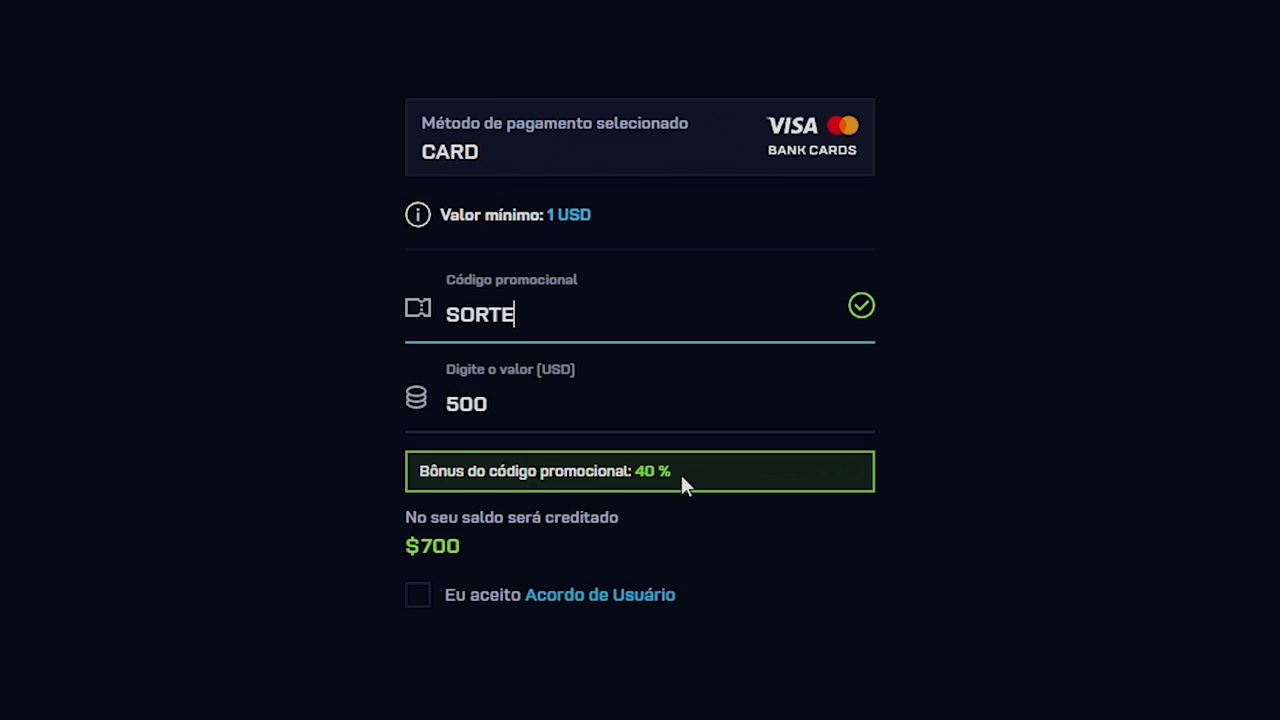 Método de pagamento selecionado
CARD
VISA
BANK CARDS
Valor mínimo: 1 USD
Código promocional
SORTE
Digite o valor (USD)
500
Bônus do código promocional: 40 %
No seu saldo será creditado
$700
Eu aceito Acordo de Usuário